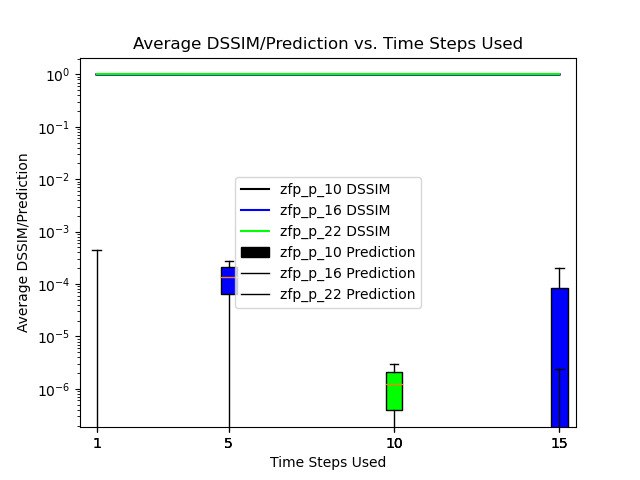 Average DSSIM/Prediction vs. Time Steps Used
Average DSSIM/Prediction
10⁰
10⁻¹
10⁻²
10⁻³
10⁻⁴
10⁻⁵
10⁻⁶
zfp_p_10 DSSIM
zfp_p_16 DSSIM
zfp_p_22 DSSIM
zfp_p_10 Prediction
zfp_p_16 Prediction
zfp_p_22 Prediction
1 5 10 15
Time Steps Used